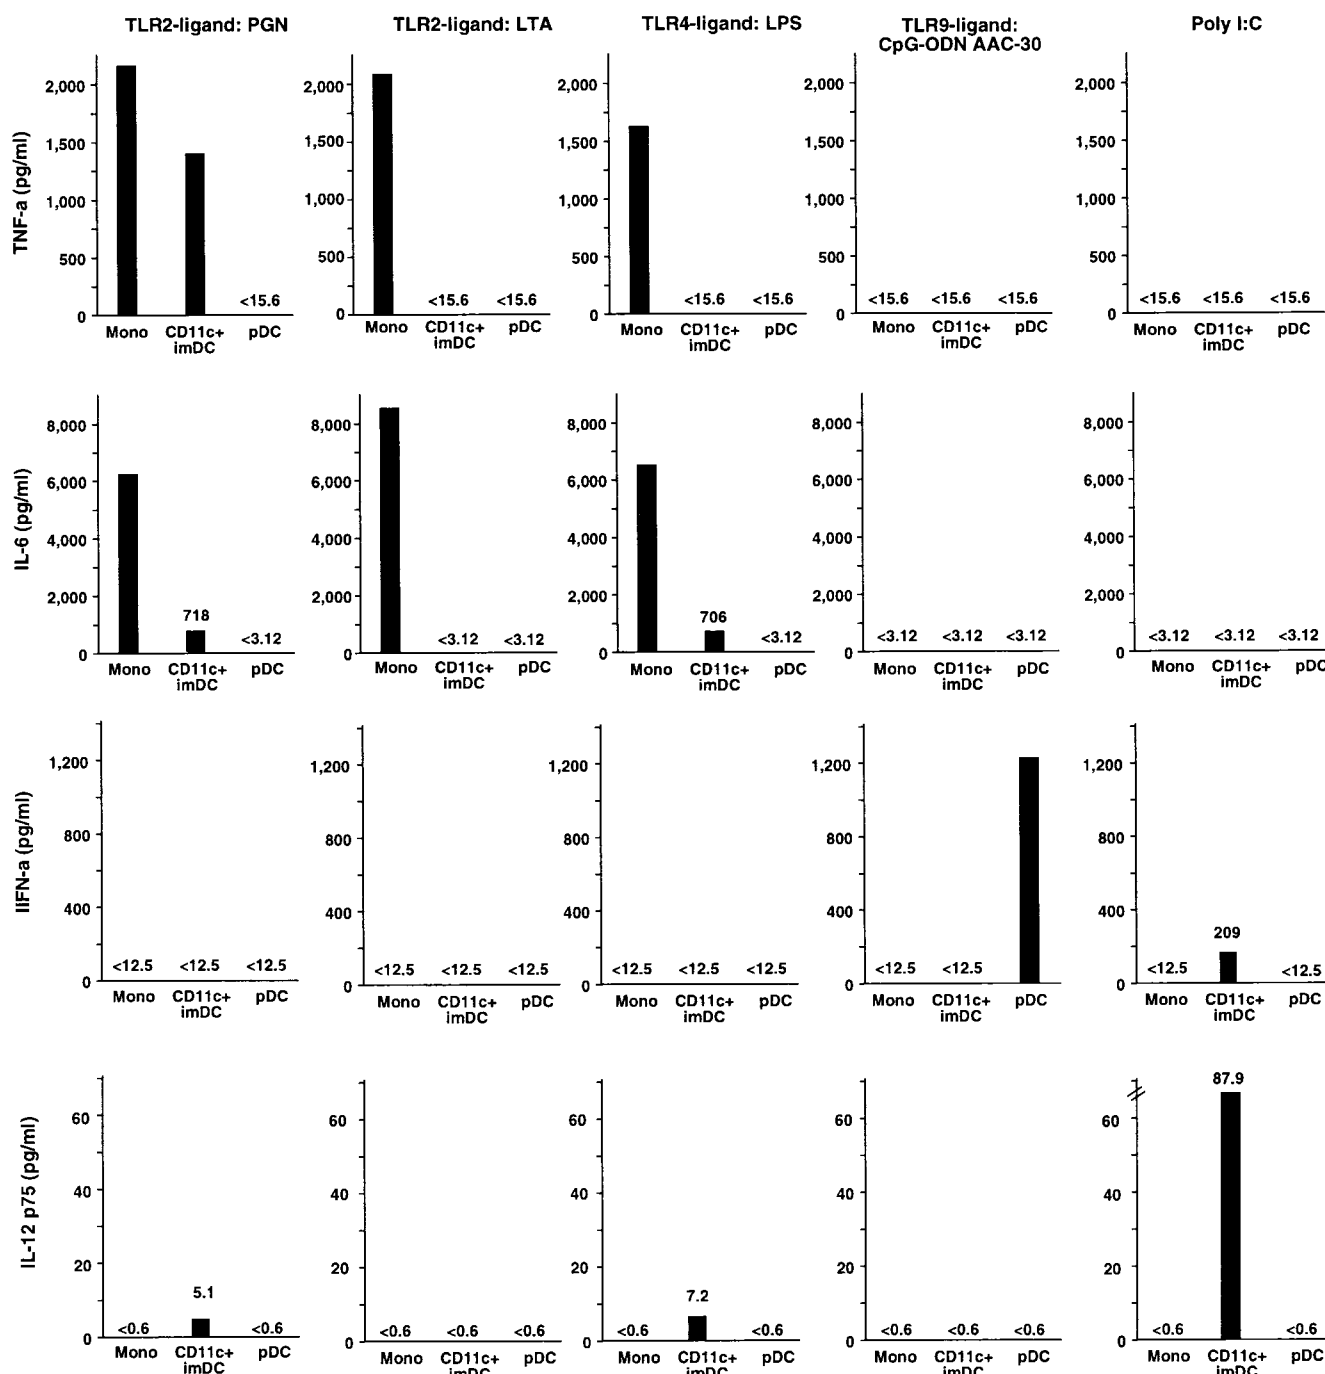 TLR2-ligand: PGN
TLR2-ligand: LTA
TLR4-ligand: LPS
TLR9-ligand:
CpG-ODN AAC-30
Poly I:C
TNF-a (pg/ml)
2,000
1,500
1,000
500
0
<15.6
Mono CD11c+ pDC
imDC
2,000
1,500
1,000
500
0
<15.6 <15.6
Mono CD11c+ pDC
imDC
2,000
1,500
1,000
500
0
<15.6 <15.6
Mono CD11c+ pDC
imDC
2,000
1,500
1,000
500
0
<15.6 <15.6 <15.6
Mono CD11c+ pDC
imDC
2,000
1,500
1,000
500
0
<15.6 <15.6 <15.6
Mono CD11c+ pDC
imDC
IL-6 (pg/ml)
8,000
6,000
4,000
2,000
0
718
<3.12
Mono CD11c+ pDC
imDC
8,000
6,000
4,000
2,000
0
<3.12 <3.12
Mono CD11c+ pDC
imDC
8,000
6,000
4,000
2,000
0
706
<3.12
Mono CD11c+ pDC
imDC
8,000
6,000
4,000
2,000
0
<3.12 <3.12 <3.12
Mono CD11c+ pDC
imDC
8,000
6,000
4,000
2,000
0
<3.12 <3.12 <3.12
Mono CD11c+ pDC
imDC
IiFN-a (pg/ml)
1,200
800
400
0
<12.5 <12.5 <12.5
Mono CD11c+ pDC
imDC
1,200
800
400
0
<12.5 <12.5 <12.5
Mono CD11c+ pDC
imDC
1,200
800
400
0
<12.5 <12.5 <12.5
Mono CD11c+ pDC
imDC
1,200
800
400
0
<12.5 <12.5
Mono CD11c+ pDC
imDC
1,200
800
400
0
209
<12.5 <12.5
Mono CD11c+ pDC
imDC
IL-12 p75 (pg/ml)
60
40
20
0
5.1
<0.6 <0.6
Mono CD11c+ pDC
imDC
60
40
20
0
<0.6 <0.6 <0.6
Mono CD11c+ pDC
imDC
60
40
20
0
7.2
<0.6 <0.6
Mono CD11c+ pDC
imDC
60
40
20
0
<0.6 <0.6 <0.6
Mono CD11c+ pDC
imDC
60
40
20
0
87.9
<0.6 <0.6
Mono CD11c+ pDC
imDC